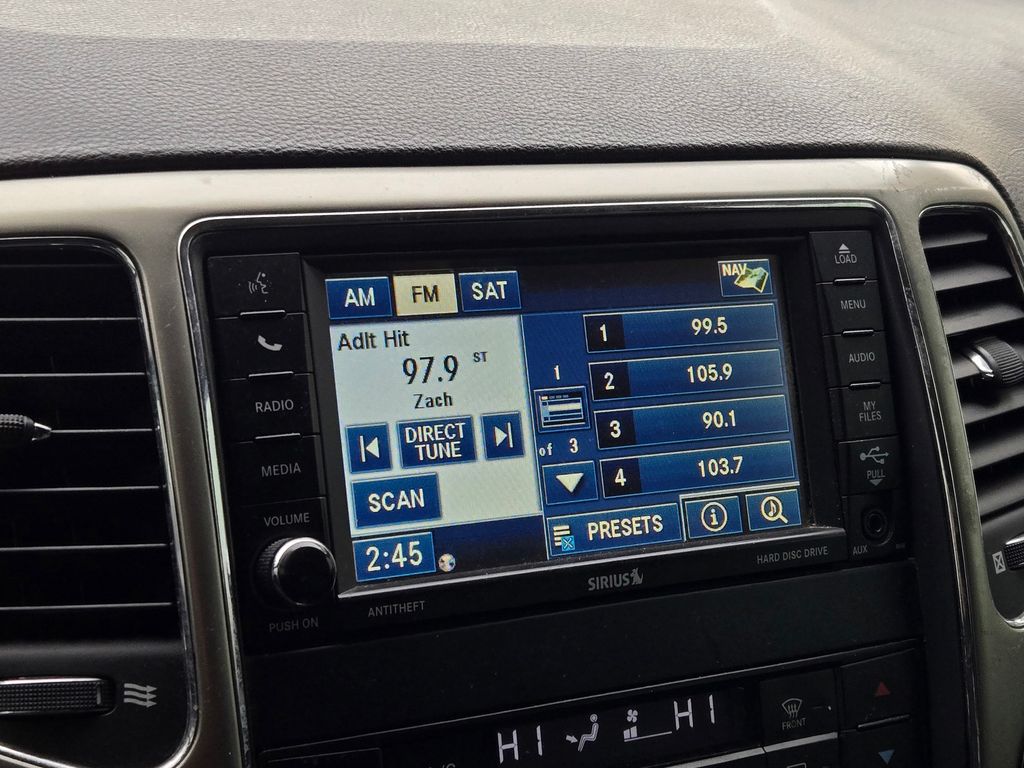 AM FM SAT NAV
LOAD
MENU
AUDIO
MY
FILES
PULL
AUX
RADIO
MEDIA
VOLUME
PUSH ON
Adlt Hit
97.9 ST
Zach
DIRECT
TUNE
SCAN
2:45
1
of 3
1 99.5
2 105.9
3 90.1
4 103.7
PRESETS i
SIRIUS
HARD DISC DRIVE
ANTITHEFT
HI HI
FRONT